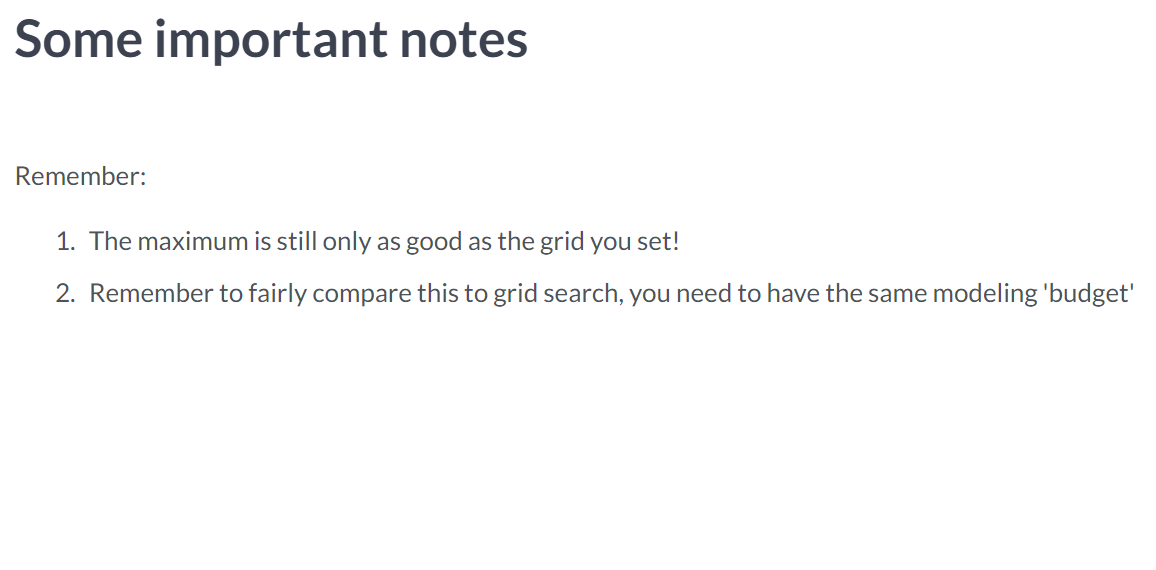 Some important notes
Remember:
1. The maximum is still only as good as the grid you set!
2. Remember to fairly compare this to grid search, you need to have the same modeling 'budget'